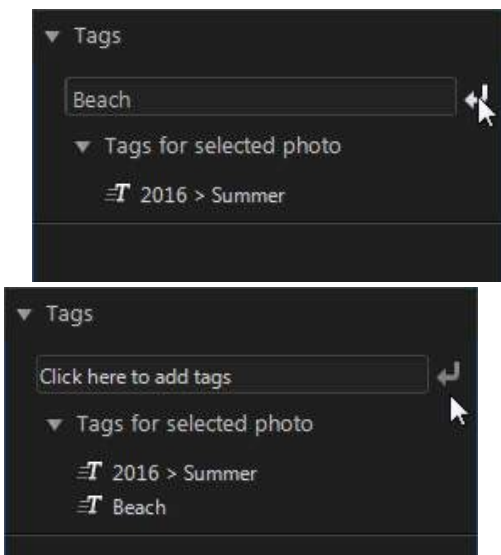 Tags
Beach
Tags for selected photo
2016 > Summer
Tags
Click here to add tags
Tags for selected photo
2016 > Summer
Beach